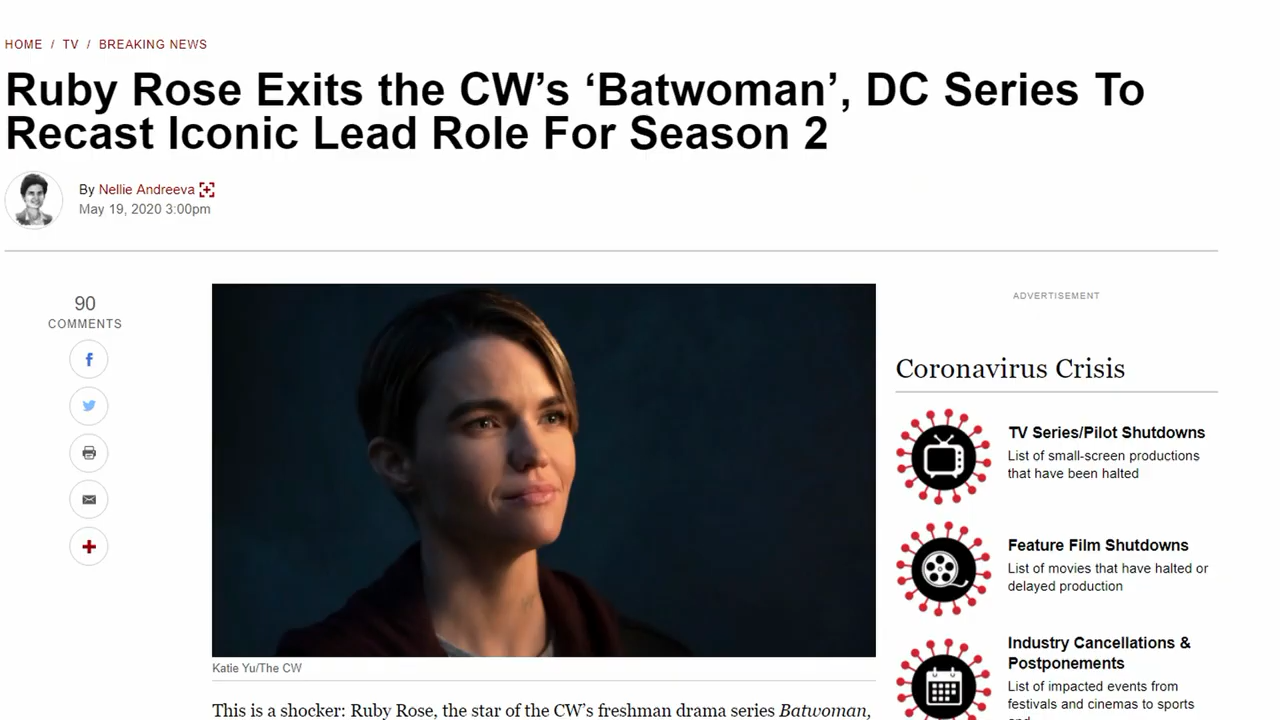 HOME / TV / BREAKING NEWS
Ruby Rose Exits the CW’s ‘Batwoman’, DC Series To
Recast Iconic Lead Role For Season 2
By Nellie Andreeva
May 19, 2020 3:00pm
90
COMMENTS
ADVERTISEMENT
Coronavirus Crisis
TV Series/Pilot Shutdowns
List of small-screen productions
that have been halted
Feature Film Shutdowns
List of movies that have halted or
delayed production
Industry Cancellations &
Postponements
List of impacted events from
festivals and cinemas to sports
and
Katie Yu/The CW
This is a shocker: Ruby Rose, the star of the CW’s freshman drama series Batwoman,